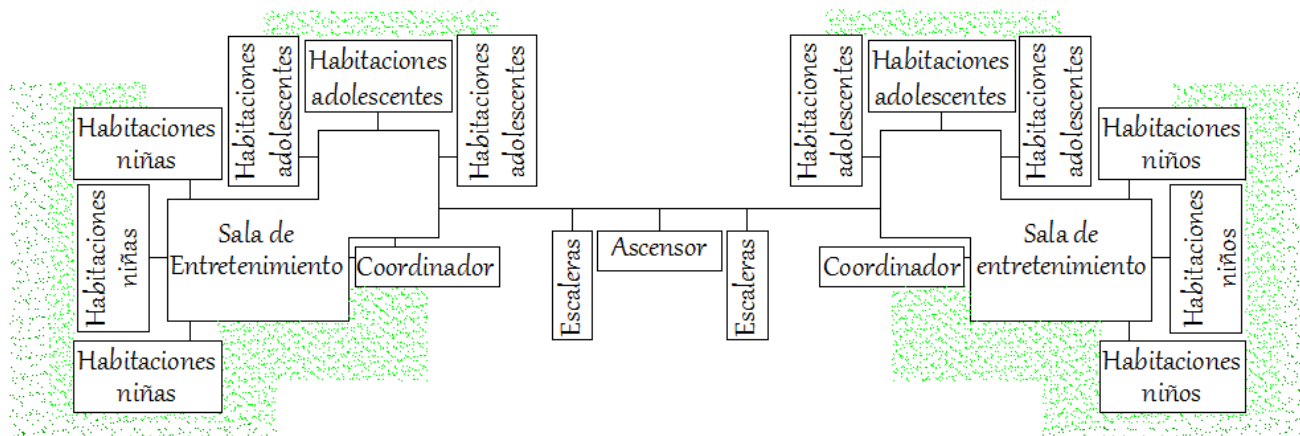 Habitaciones
adolescentes
Habitaciones
adolescentes
Habitaciones
adolescentes
Habitaciones
niñas
Habitaciones
niñas
Habitaciones
niñas
Sala de
Entretenimiento
Coordinador
Escaleras
Ascensor
Escaleras
Habitaciones
adolescentes
Habitaciones
adolescentes
Habitaciones
adolescentes
Habitaciones
niños
Habitaciones
niños
Habitaciones
niños
Sala de
entretenimiento
Coordinador